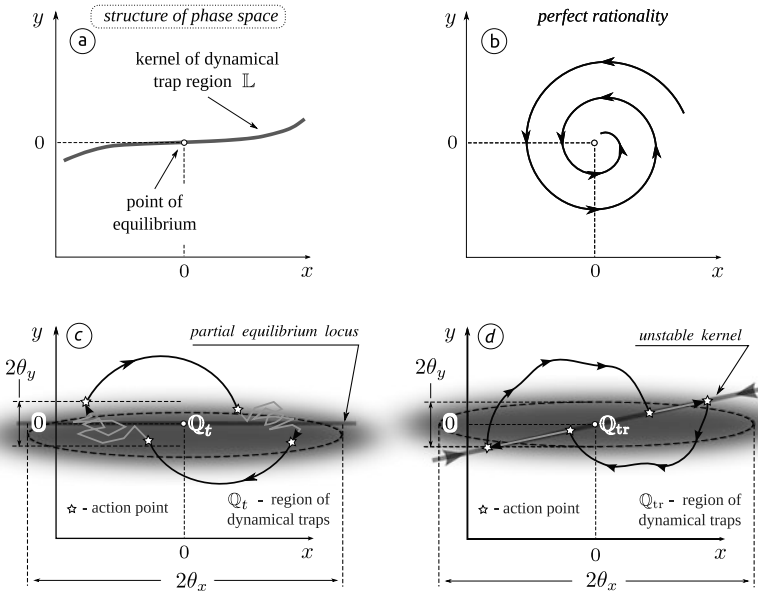 structure of phase space
y
a
kernel of dynamical
trap region 𝕃
0
point of
equilibrium
0
x
perfect rationality
y
b
0
0
x
y
c
partial equilibrium locus
2θy
0
ℚt
☆ - action point
ℚt - region of
dynamical traps
0
x
2θx
y
d
unstable kernel
2θy
0
ℚtr
☆ - action point
ℚtr - region of
dynamical traps
0
x
2θx